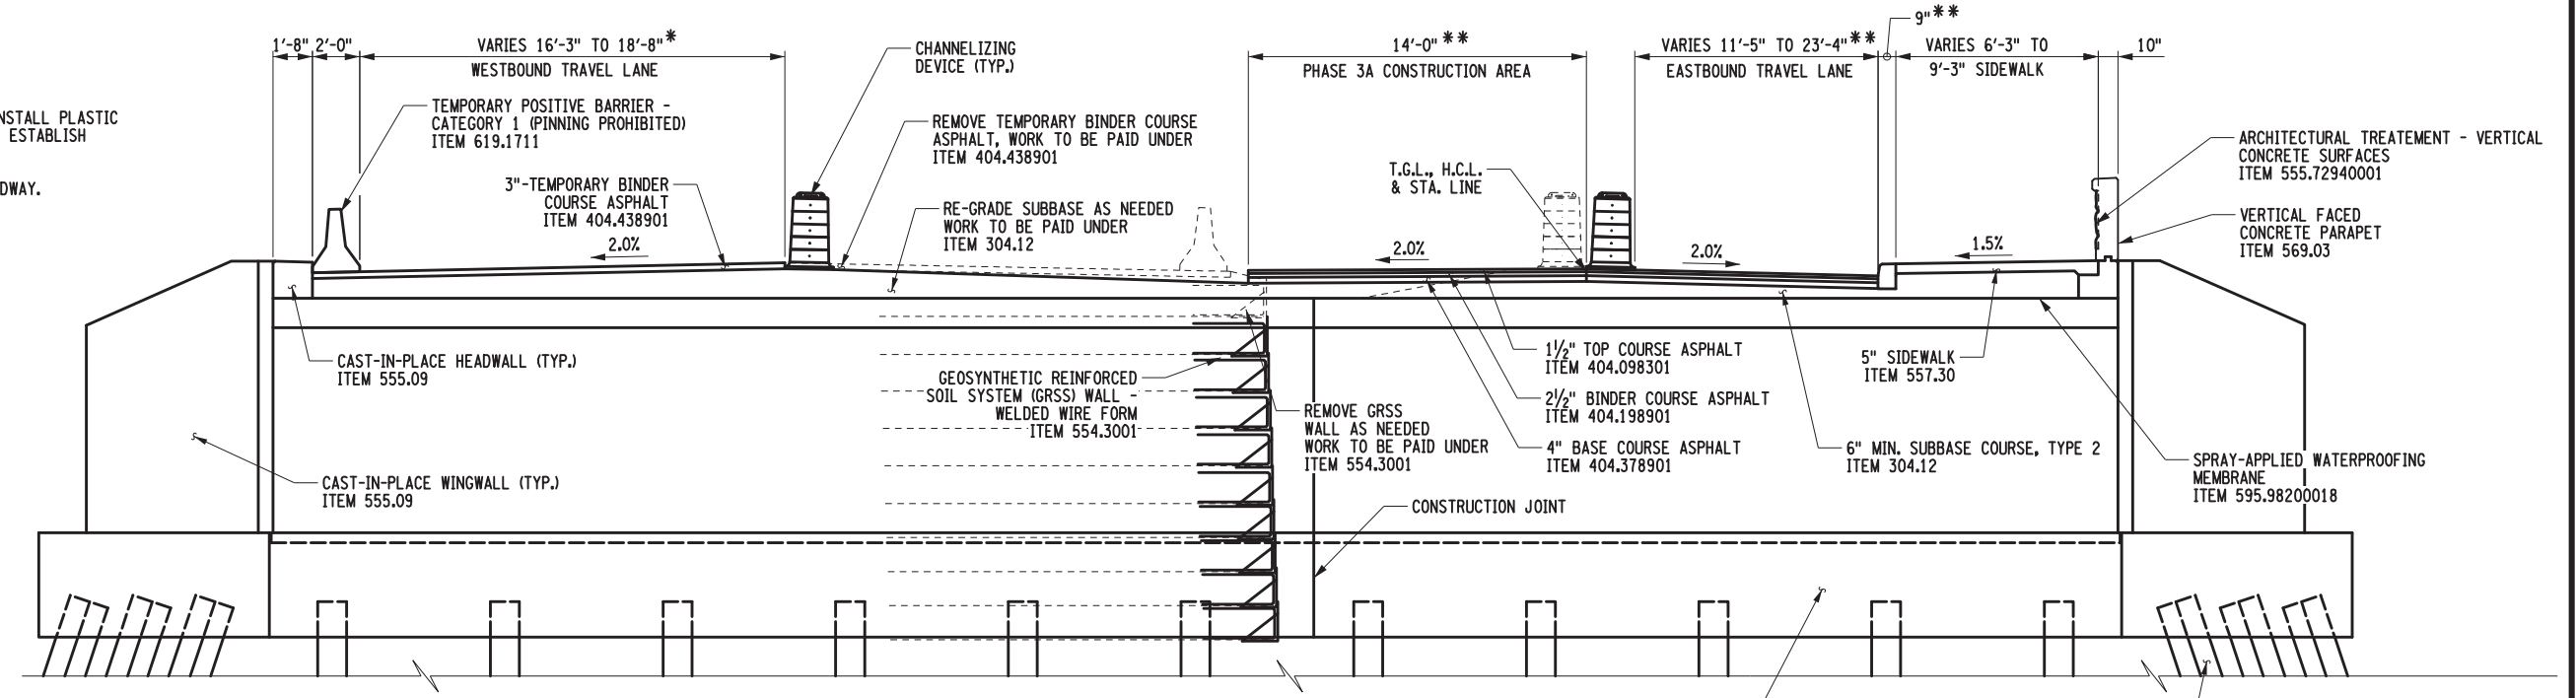 9"**
1'-8" 2'-0"
VARIES 16'-3" TO 18'-8"*
WESTBOUND TRAVEL LANE
CHANNELIZING
DEVICE (TYP.)
14'-0"**
PHASE 3A CONSTRUCTION AREA
VARIES 11'-5" TO 23'-4"**
EASTBOUND TRAVEL LANE
VARIES 6'-3" TO
9'-3" SIDEWALK
10"
NSTALL PLASTIC
ESTABLISH
DWAY.
TEMPORARY POSITIVE BARRIER -
CATEGORY 1 (PINNING PROHIBITED)
ITEM 619.1711
REMOVE TEMPORARY BINDER COURSE
ASPHALT, WORK TO BE PAID UNDER
ITEM 404.438901
ARCHITECTURAL TREATEMENT - VERTICAL
CONCRETE SURFACES
ITEM 555.72940001
3"-TEMPORARY BINDER
COURSE ASPHALT
ITEM 404.438901
T.G.L., H.C.L.
& STA. LINE
RE-GRADE SUBBASE AS NEEDED
WORK TO BE PAID UNDER
ITEM 304.12
VERTICAL FACED
CONCRETE PARAPET
ITEM 569.03
2.0%
2.0%
2.0%
1.5%
CAST-IN-PLACE HEADWALL (TYP.)
ITEM 555.09
GEOSYNTHETIC REINFORCED
SOIL SYSTEM (GRSS) WALL -
WELDED WIRE FORM
ITEM 554.3001
REMOVE GRSS
WALL AS NEEDED
WORK TO BE PAID UNDER
ITEM 554.3001
1½" TOP COURSE ASPHALT
ITEM 404.098301
2½" BINDER COURSE ASPHALT
ITEM 404.198901
4" BASE COURSE ASPHALT
ITEM 404.378901
5" SIDEWALK
ITEM 557.30
6" MIN. SUBBASE COURSE, TYPE 2
ITEM 304.12
SPRAY-APPLIED WATERPROOFING
MEMBRANE
ITEM 595.98200018
CAST-IN-PLACE WINGWALL (TYP.)
ITEM 555.09
CONSTRUCTION JOINT